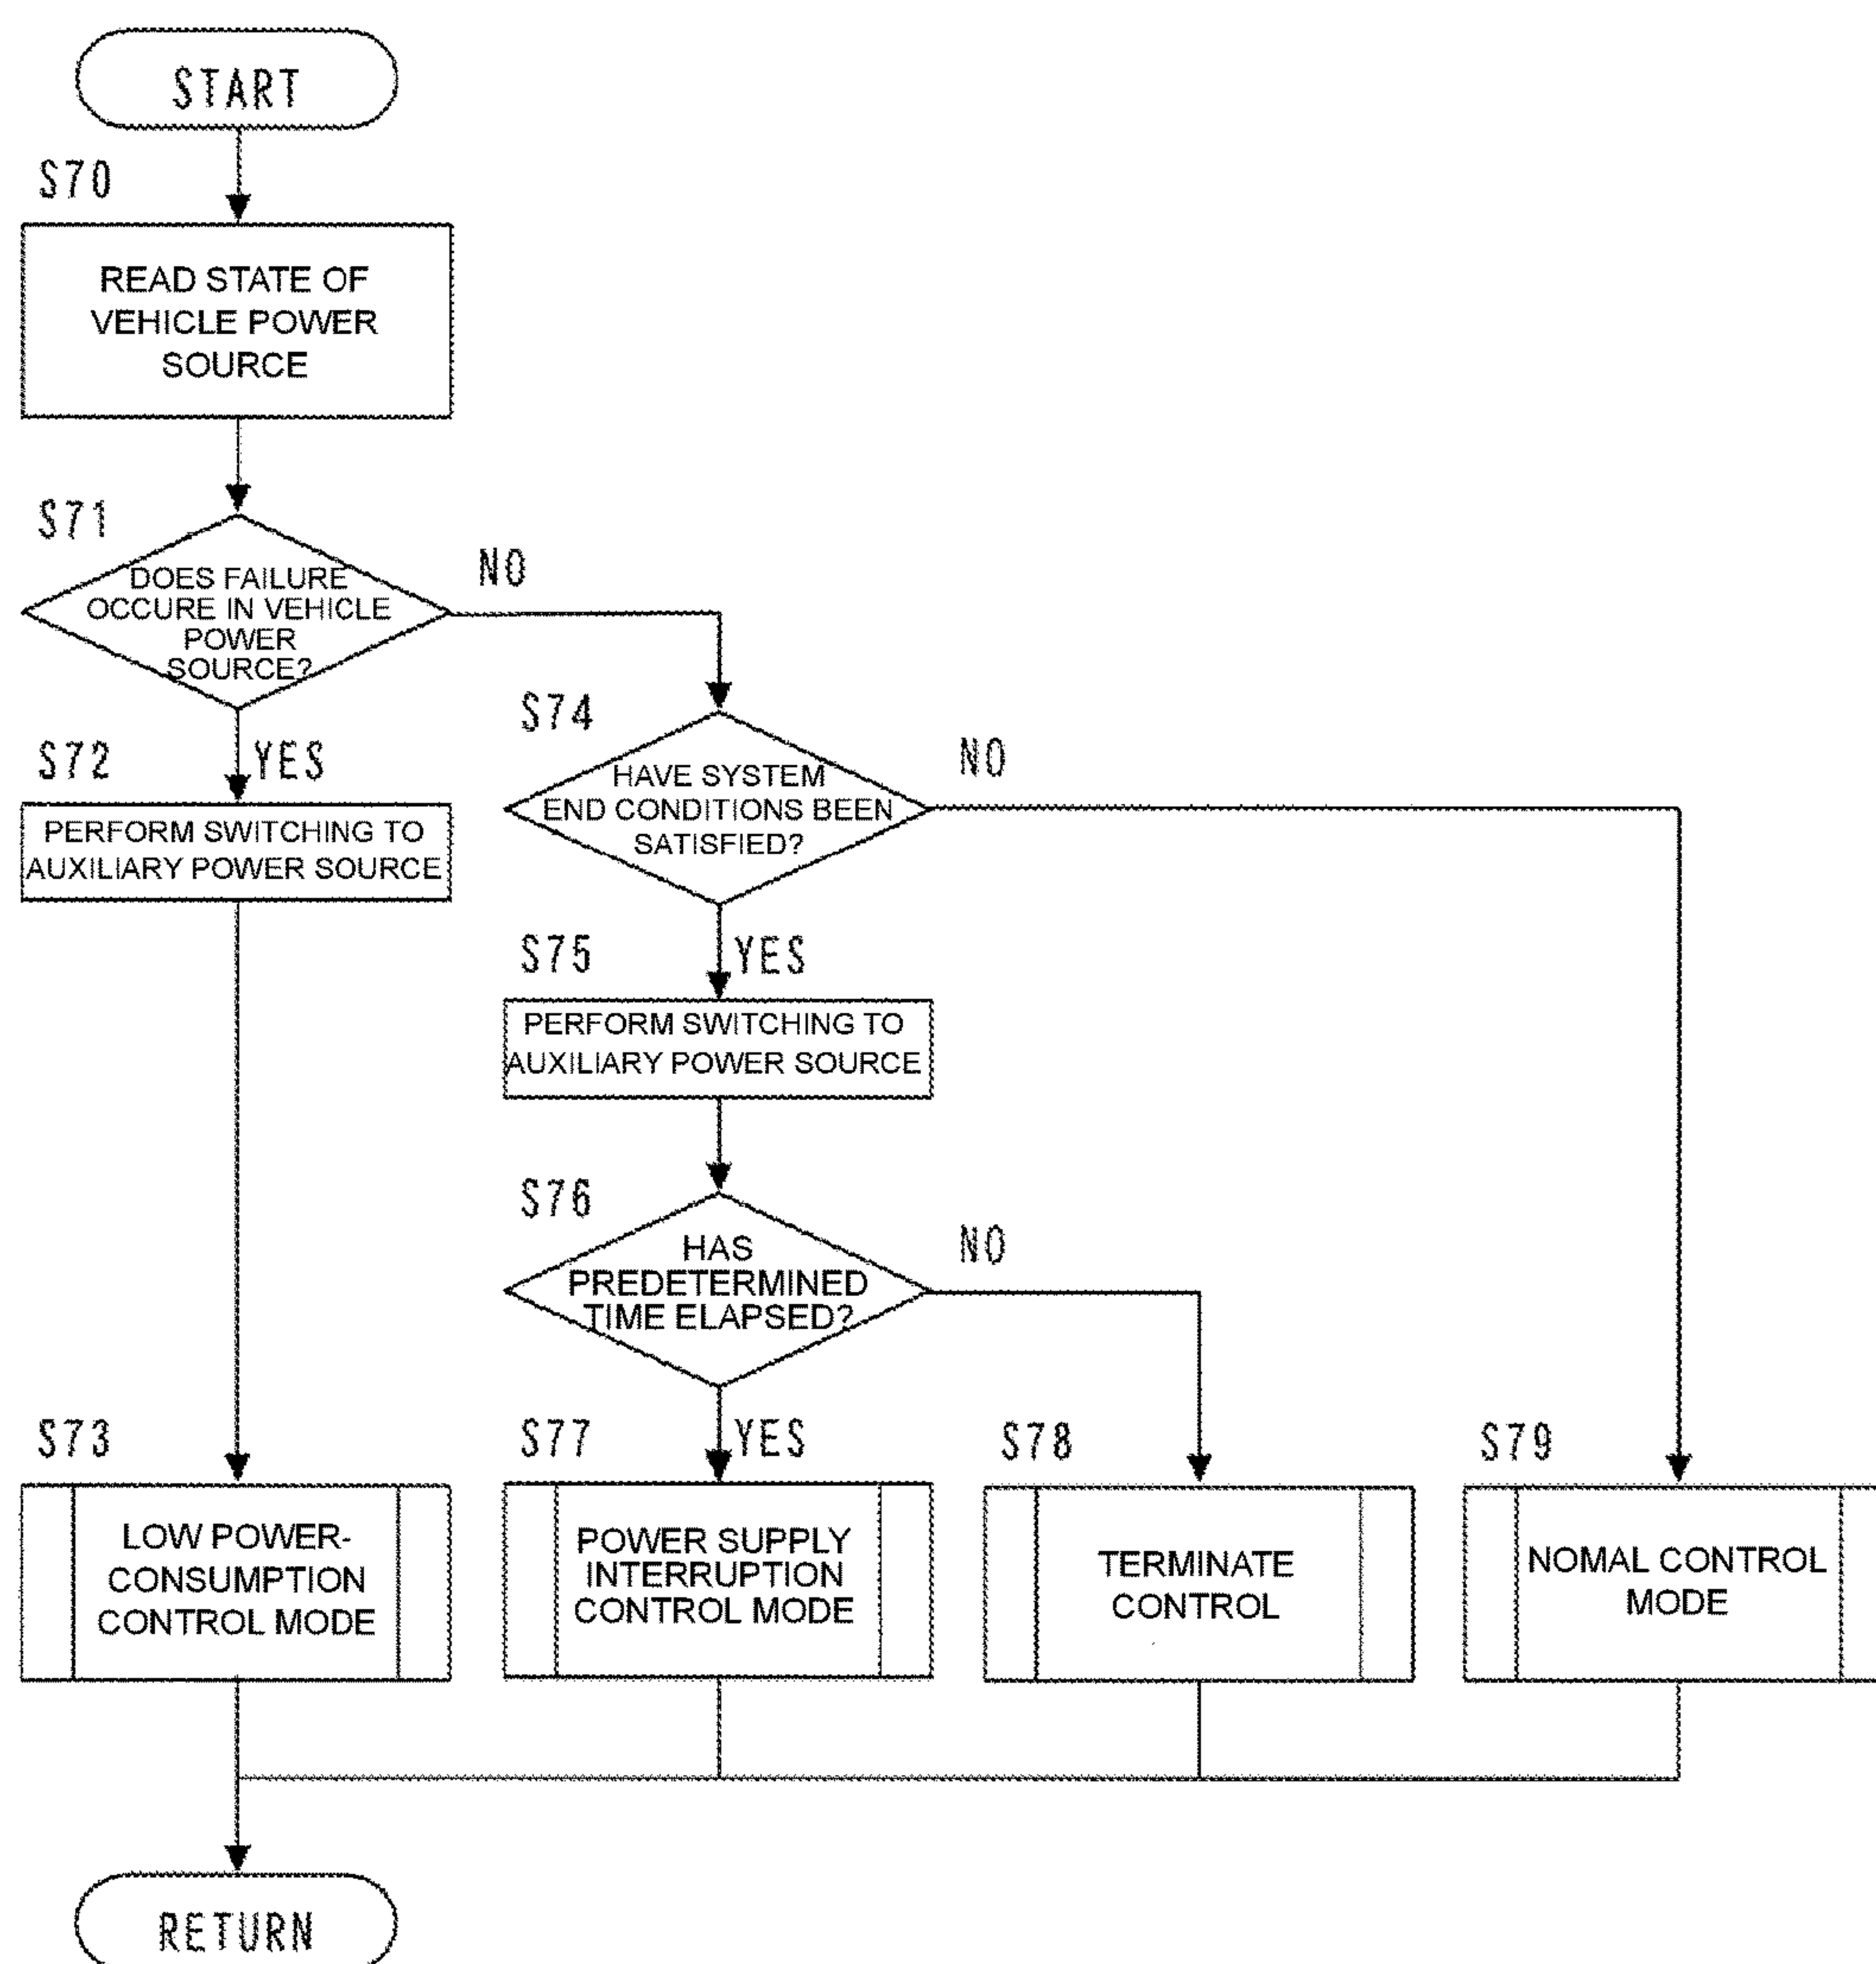 START
S70
READ STATE OF
VEHICLE POWER
SOURCE
S71
DOES FAILURE
OCCURE IN VEHICLE
POWER
SOURCE?
NO
YES
S72
PERFORM SWITCHING TO
AUXILIARY POWER SOURCE
S74
HAVE SYSTEM
END CONDITIONS BEEN
SATISFIED?
NO
YES
S75
PERFORM SWITCHING TO
AUXILIARY POWER SOURCE
S76
HAS
PREDETERMINED
TIME ELAPSED?
NO
YES
S73
LOW POWER-
CONSUMPTION
CONTROL MODE
S77
POWER SUPPLY
INTERRUPTION
CONTROL MODE
S78
TERMINATE
CONTROL
S79
NOMAL CONTROL
MODE
RETURN